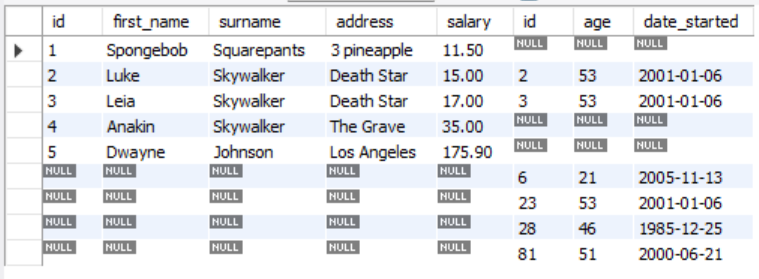 id first_name surname address salary id age date_started
1 Spongebob Squarepants 3 pineapple 11.50 NULL NULL NULL
2 Luke Skywalker Death Star 15.00 2 53 2001-01-06
3 Leia Skywalker Death Star 17.00 3 53 2001-01-06
4 Anakin Skywalker The Grave 35.00 NULL NULL NULL
5 Dwayne Johnson Los Angeles 175.90 NULL NULL NULL
NULL NULL NULL NULL NULL 6 21 2005-11-13
NULL NULL NULL NULL NULL 23 53 2001-01-06
NULL NULL NULL NULL NULL 28 46 1985-12-25
NULL NULL NULL NULL NULL 81 51 2000-06-21